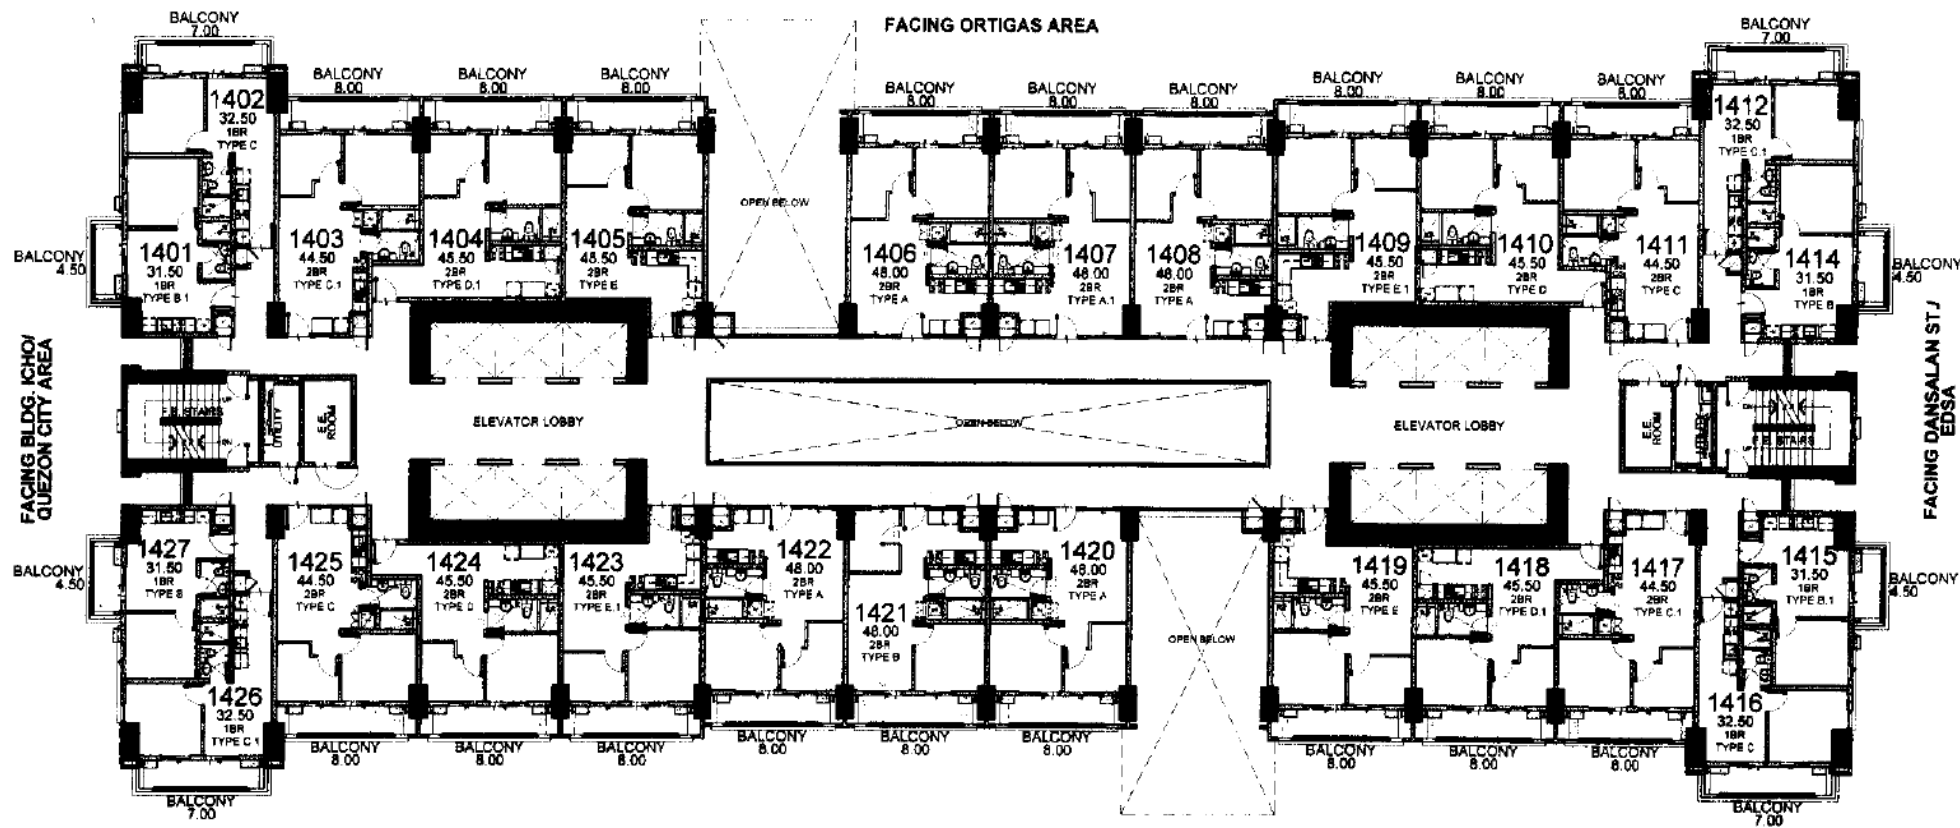 FACING ORTIGAS AREA
BALCONY
7.00
BALCONY
8.00
BALCONY
8.00
BALCONY
8.00
BALCONY
8.00
BALCONY
8.00
BALCONY
8.00
BALCONY
8.00
BALCONY
8.00
BALCONY
8.00
BALCONY
7.00
1402
32.50
1BR
TYPE C
1412
32.50
1BR
TYPE C.1
OPEN BELOW
BALCONY
4.50
1401
31.50
1BR
TYPE B.1
1403
44.50
2BR
TYPE C.1
1404
45.50
2BR
TYPE D.1
1405
45.50
2BR
TYPE E
1406
48.00
2BR
TYPE A
1407
48.00
2BR
TYPE A.1
1408
48.00
2BR
TYPE A
1409
45.50
2BR
TYPE E.1
1410
45.50
2BR
TYPE D
1411
44.50
2BR
TYPE C
1414
31.50
1BR
TYPE B
BALCONY
4.50
FACING BLDG. ICHO/
QUEZON CITY AREA
F.E. STAIRS
UP
DN
UTILITY
E.E.
ROOM
ELEVATOR LOBBY
OPEN BELOW
ELEVATOR LOBBY
E.E.
ROOM
F.E. STAIRS
FACING DANSALAN ST./
EDSA
BALCONY
4.50
1427
31.50
1BR
TYPE B
1425
44.50
2BR
TYPE C
1424
45.50
2BR
TYPE D
1423
45.50
2BR
TYPE E.1
1422
48.00
2BR
TYPE A
1421
48.00
2BR
TYPE B
1420
48.00
2BR
TYPE A
OPEN BELOW
1419
45.50
2BR
TYPE E
1418
45.50
2BR
TYPE D.1
1417
44.50
2BR
TYPE C.1
1415
31.50
1BR
TYPE B.1
BALCONY
4.50
1426
32.50
1BR
TYPE C.1
1416
32.50
1BR
TYPE C
BALCONY
7.00
BALCONY
8.00
BALCONY
8.00
BALCONY
8.00
BALCONY
8.00
BALCONY
8.00
BALCONY
8.00
BALCONY
8.00
BALCONY
8.00
BALCONY
8.00
BALCONY
7.00